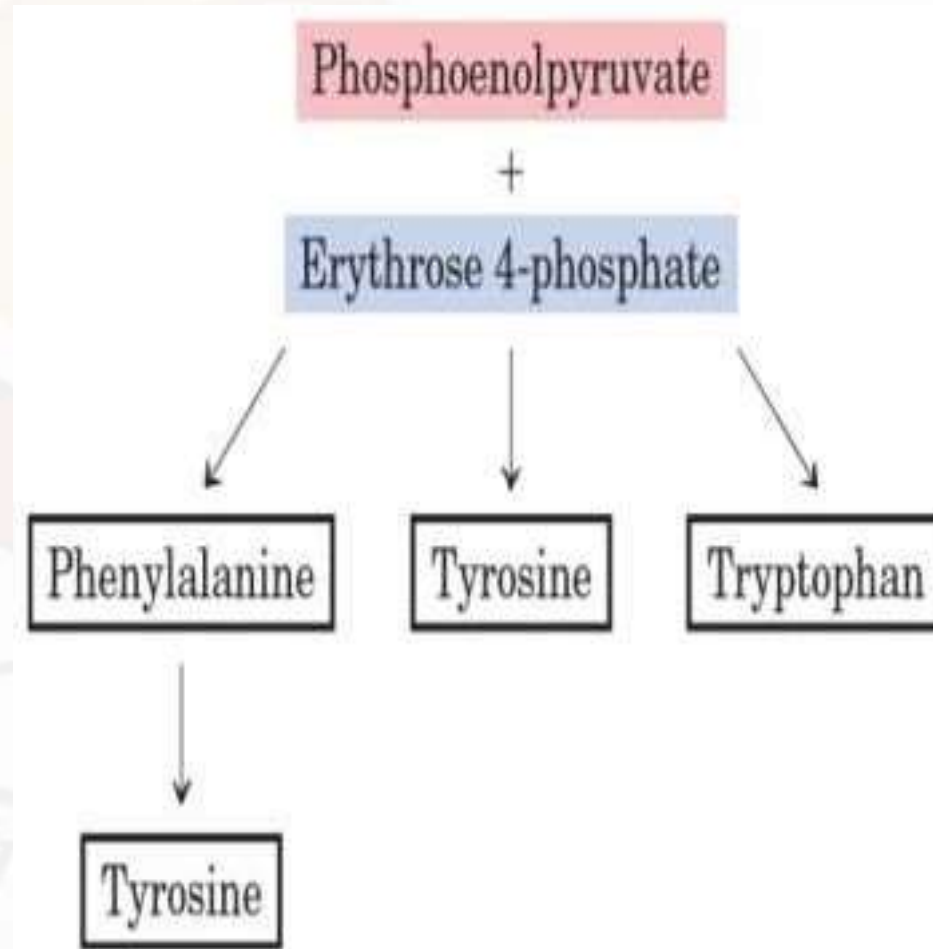 Phosphoenolpyruvate
+
Erythrose 4-phosphate
Phenylalanine
Tyrosine
Tryptophan
Tyrosine